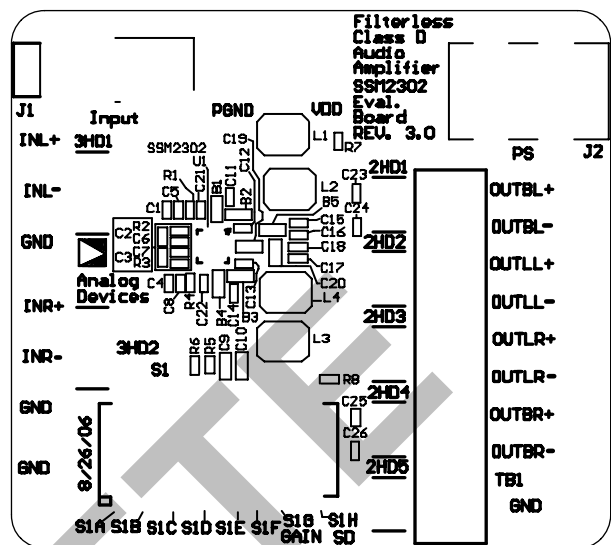 Filterless
Class D
Audio
Amplifier
SSM2302
Eval.
Board
REV. 3.0
J1
Input
PGND
VDD
PS
J2
INL+
3HD1
SSM2302
U1
C19
C12
L1
R7
INL-
R1
C5
C21
C1
B1
C11
B2
L2
B5
C23
C24
2HD1
OUTBL+
OUTBL-
GND
C2
R2
C6
C7
C3
R3
C15
C16
C18
C17
C20
2HD2
OUTLL+
Analog
Devices
C4
C8
R4
C22
B4
C14
C13
B3
L4
OUTLL-
INR+
2HD3
OUTLR+
INR-
3HD2
S1
R6
R5
C9
C10
L3
R8
OUTLR-
GND
2HD4
C25
C26
OUTBR+
OUTBR-
GND
8/26/06
2HD5
TB1
GND
S1A
S1B
S1C
S1D
S1E
S1F
S1G
S1H
GAIN
SD
TE